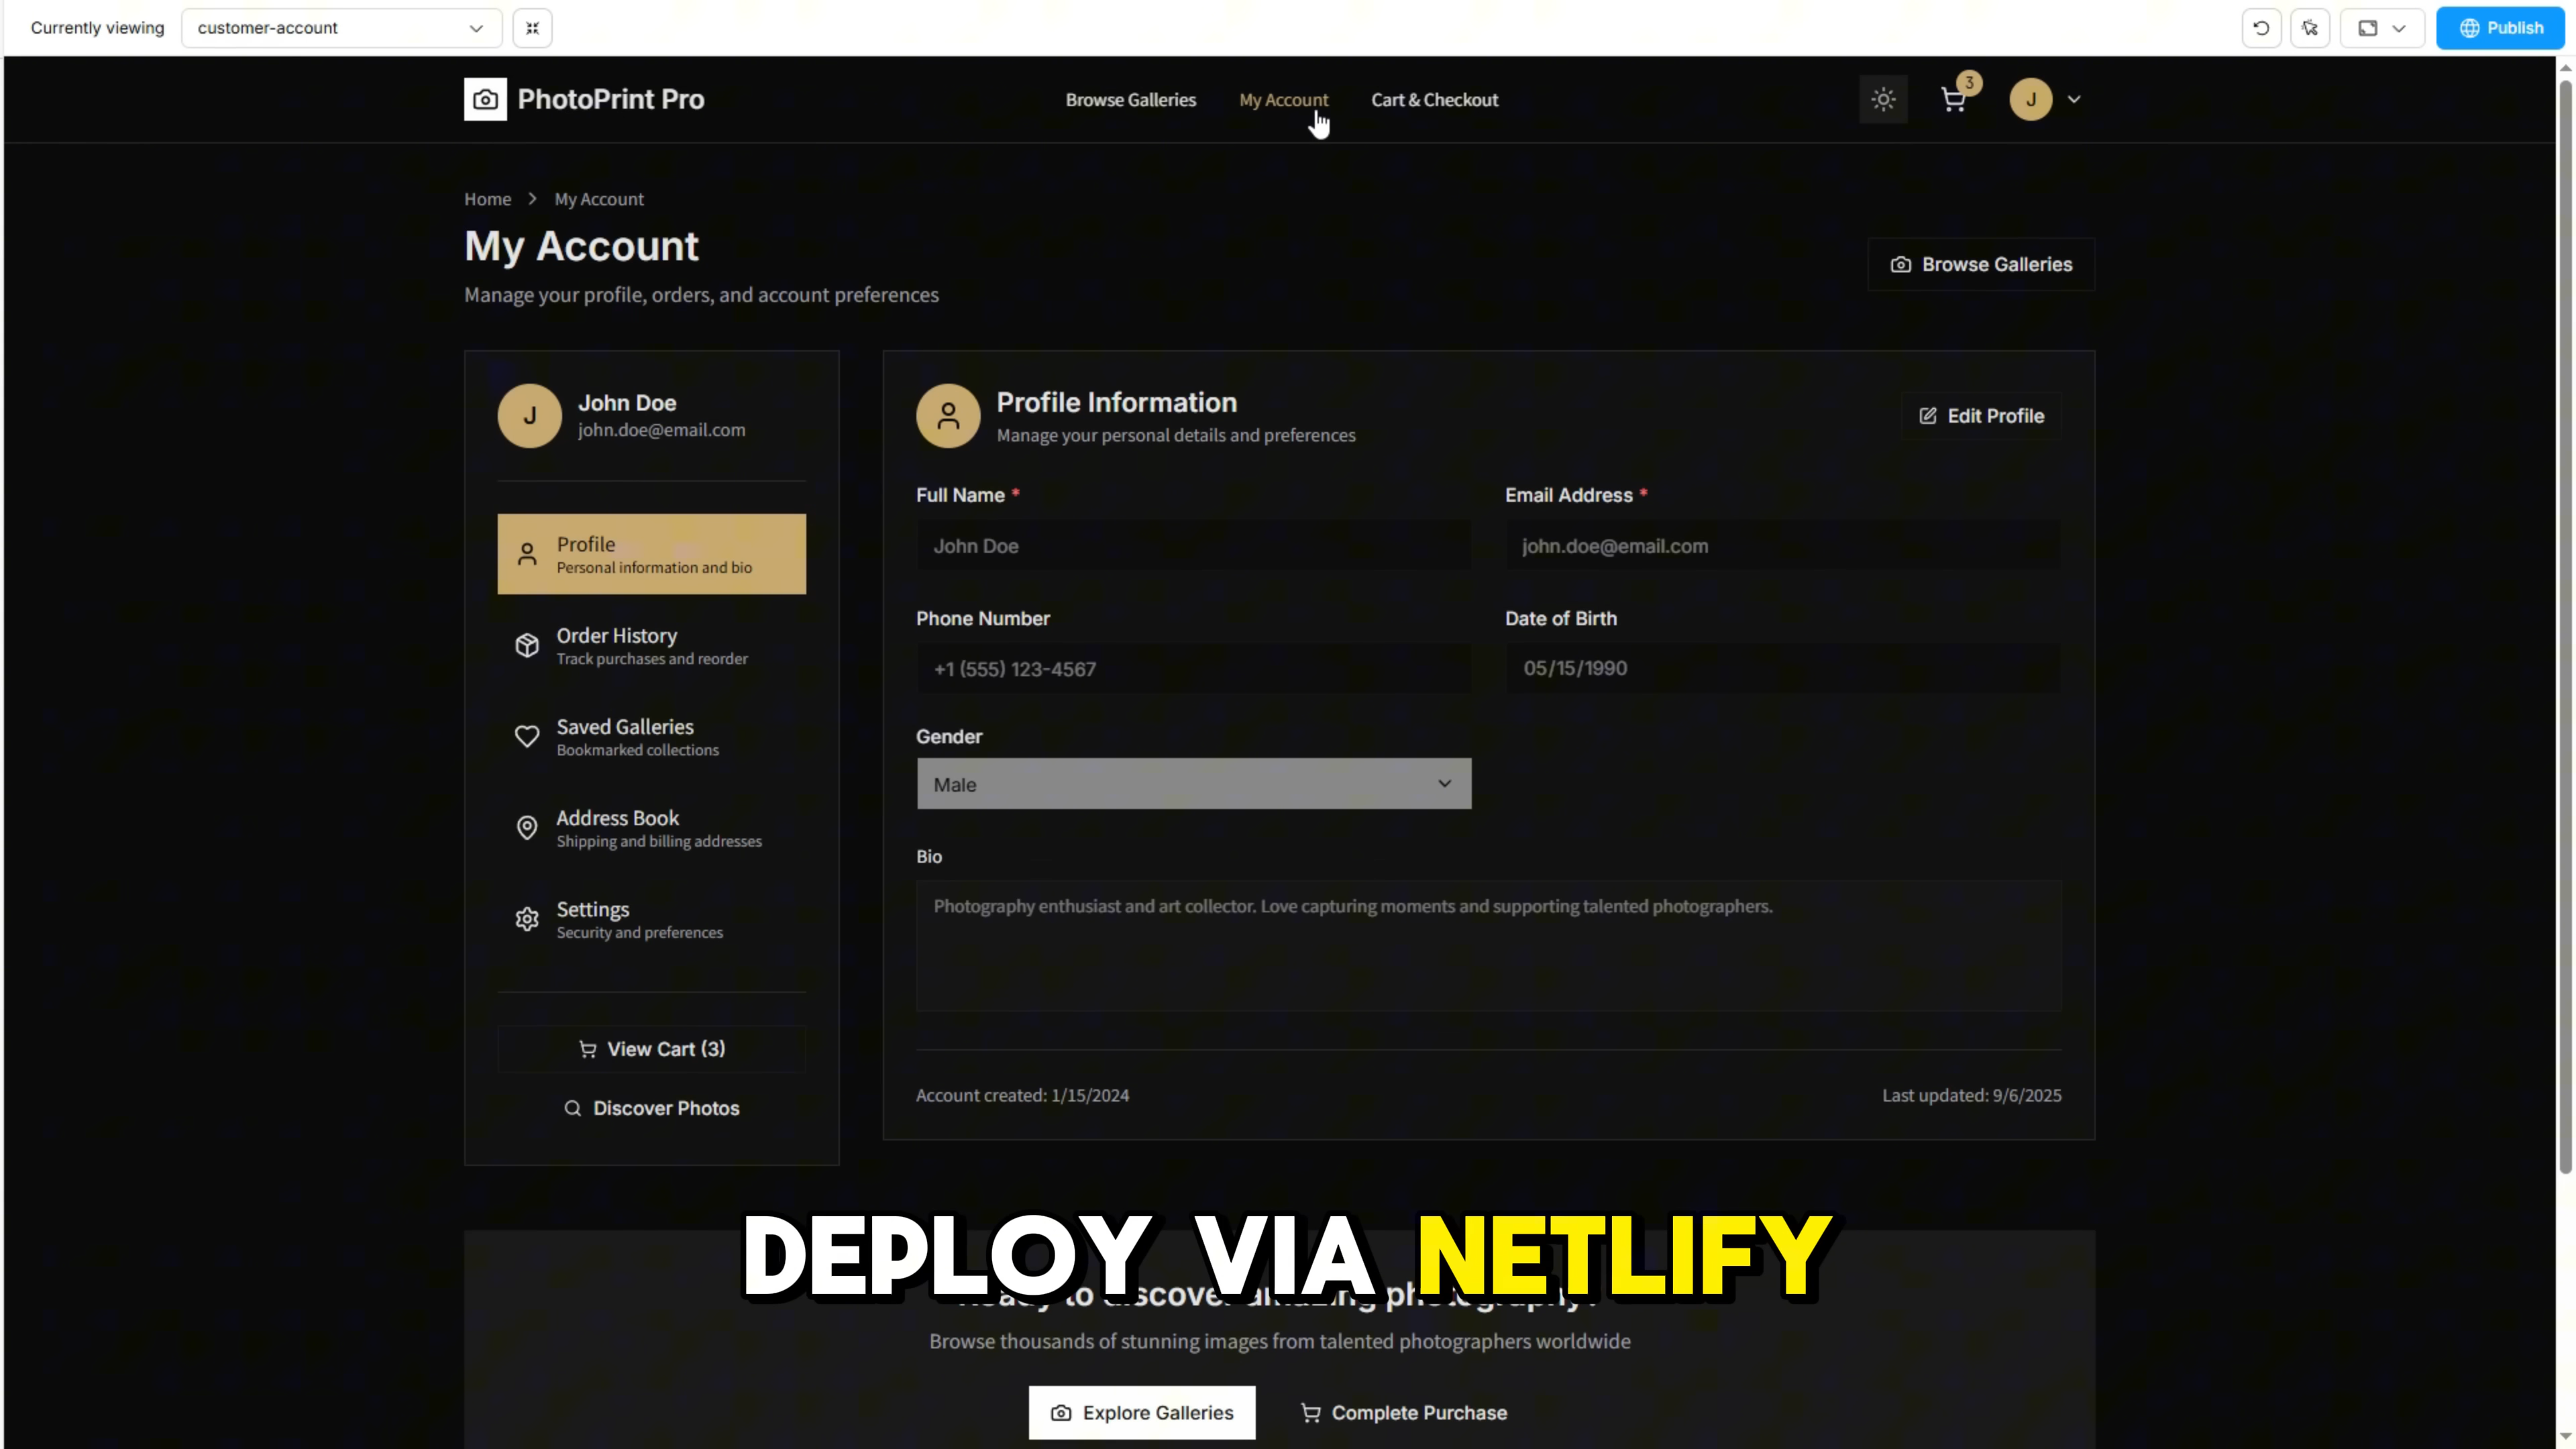 Currently viewing customer-account Publish
PhotoPrint Pro Browse Galleries My Account Cart & Checkout 3 J
Home My Account
My Account
Manage your profile, orders, and account preferences
Browse Galleries
J John Doe
john.doe@email.com
Profile
Personal information and bio
Order History
Track purchases and reorder
Saved Galleries
Bookmarked collections
Address Book
Shipping and billing addresses
Settings
Security and preferences
View Cart (3)
Discover Photos
Profile Information
Manage your personal details and preferences
Edit Profile
Full Name * Email Address *
John Doe john.doe@email.com
Phone Number Date of Birth
+1 (555) 123-4567 05/15/1990
Gender
Male
Bio
Photography enthusiast and art collector. Love capturing moments and supporting talented photographers.
Account created: 1/15/2024 Last updated: 9/6/2025
DEPLOY VIA NETLIFY
Ready to discover amazing photography?
Browse thousands of stunning images from talented photographers worldwide
Explore Galleries Complete Purchase